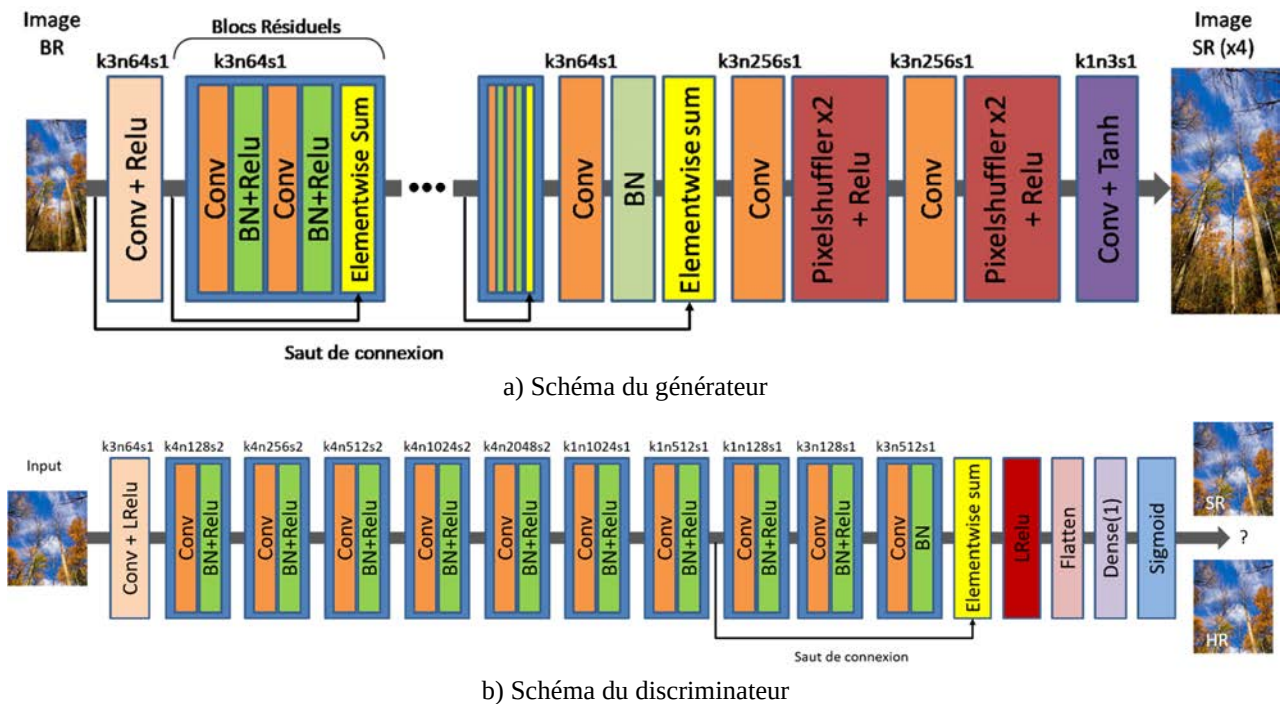 Image
BR
Blocs Résiduels
Image
SR (x4)
k3n64s1
k3n64s1
k3n64s1
k3n256s1
k3n256s1
k1n3s1
Conv + Relu
Conv
BN+Relu
Conv
BN+Relu
Elementwise Sum
Conv
BN
Elementwise sum
Conv
Pixelshuffler x2
+ Relu
Conv
Pixelshuffler x2
+ Relu
Conv + Tanh
Saut de connexion
a) Schéma du générateur
Input
k3n64s1
k4n128s2
k4n256s2
k4n512s2
k4n1024s2
k4n2048s2
k1n1024s1
k1n512s1
k1n128s1
k3n128s1
k3n512s1
Conv + LRelu
Conv
BN+Relu
Conv
BN+Relu
Conv
BN+Relu
Conv
BN+Relu
Conv
BN+Relu
Conv
BN+Relu
Conv
BN+Relu
Conv
BN+Relu
Conv
BN+Relu
Conv
BN
Elementwise sum
LRelu
Flatten
Dense(1)
Sigmoid
SR
?
HR
Saut de connexion
b) Schéma du discriminateur